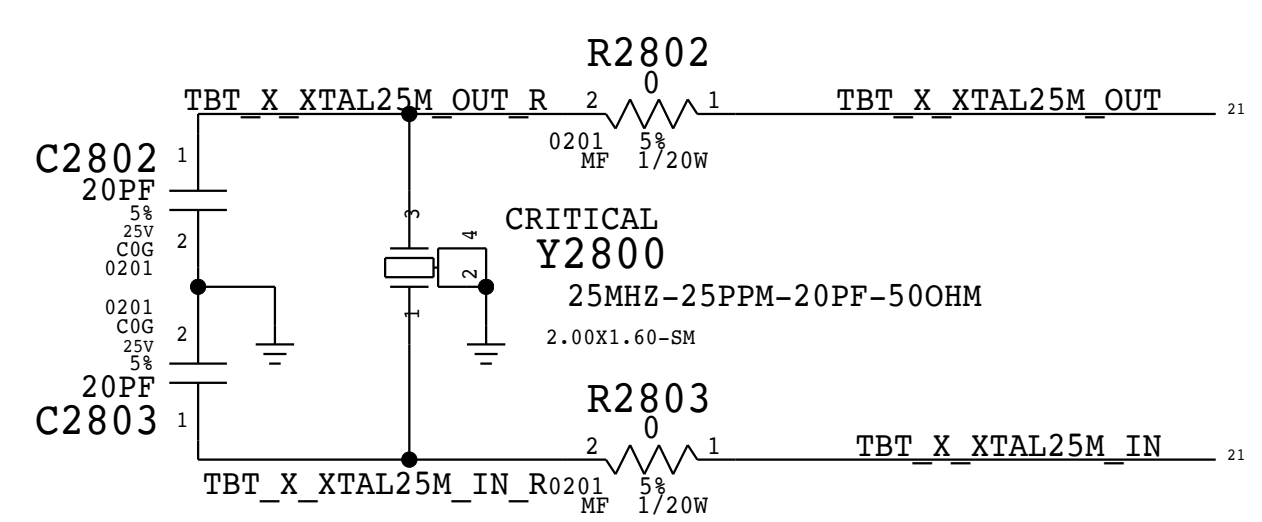 R2802
0
TBT_X_XTAL25M_OUT_R
2
1
TBT_X_XTAL25M_OUT
21
0201
5%
MF
1/20W
C2802
1
20PF
5%
25V
C0G
0201
2
3
CRITICAL
4
Y2800
2
25MHZ-25PPM-20PF-50OHM
1
2.00X1.60-SM
0201
C0G
25V
5%
2
20PF
C2803
1
R2803
0
2
1
TBT_X_XTAL25M_IN
21
TBT_X_XTAL25M_IN_R
0201
5%
MF
1/20W